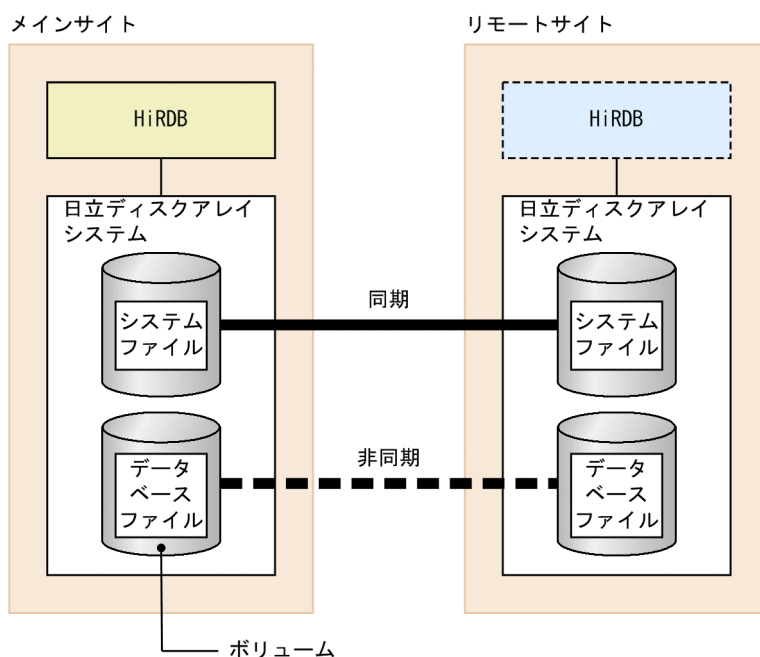 メインサイト
リモートサイト
HiRDB
HiRDB
日立ディスクアレイ
システム
日立ディスクアレイ
システム
同期
システム
ファイル
システム
ファイル
非同期
データ
ベース
ファイル
データ
ベース
ファイル
ボリューム